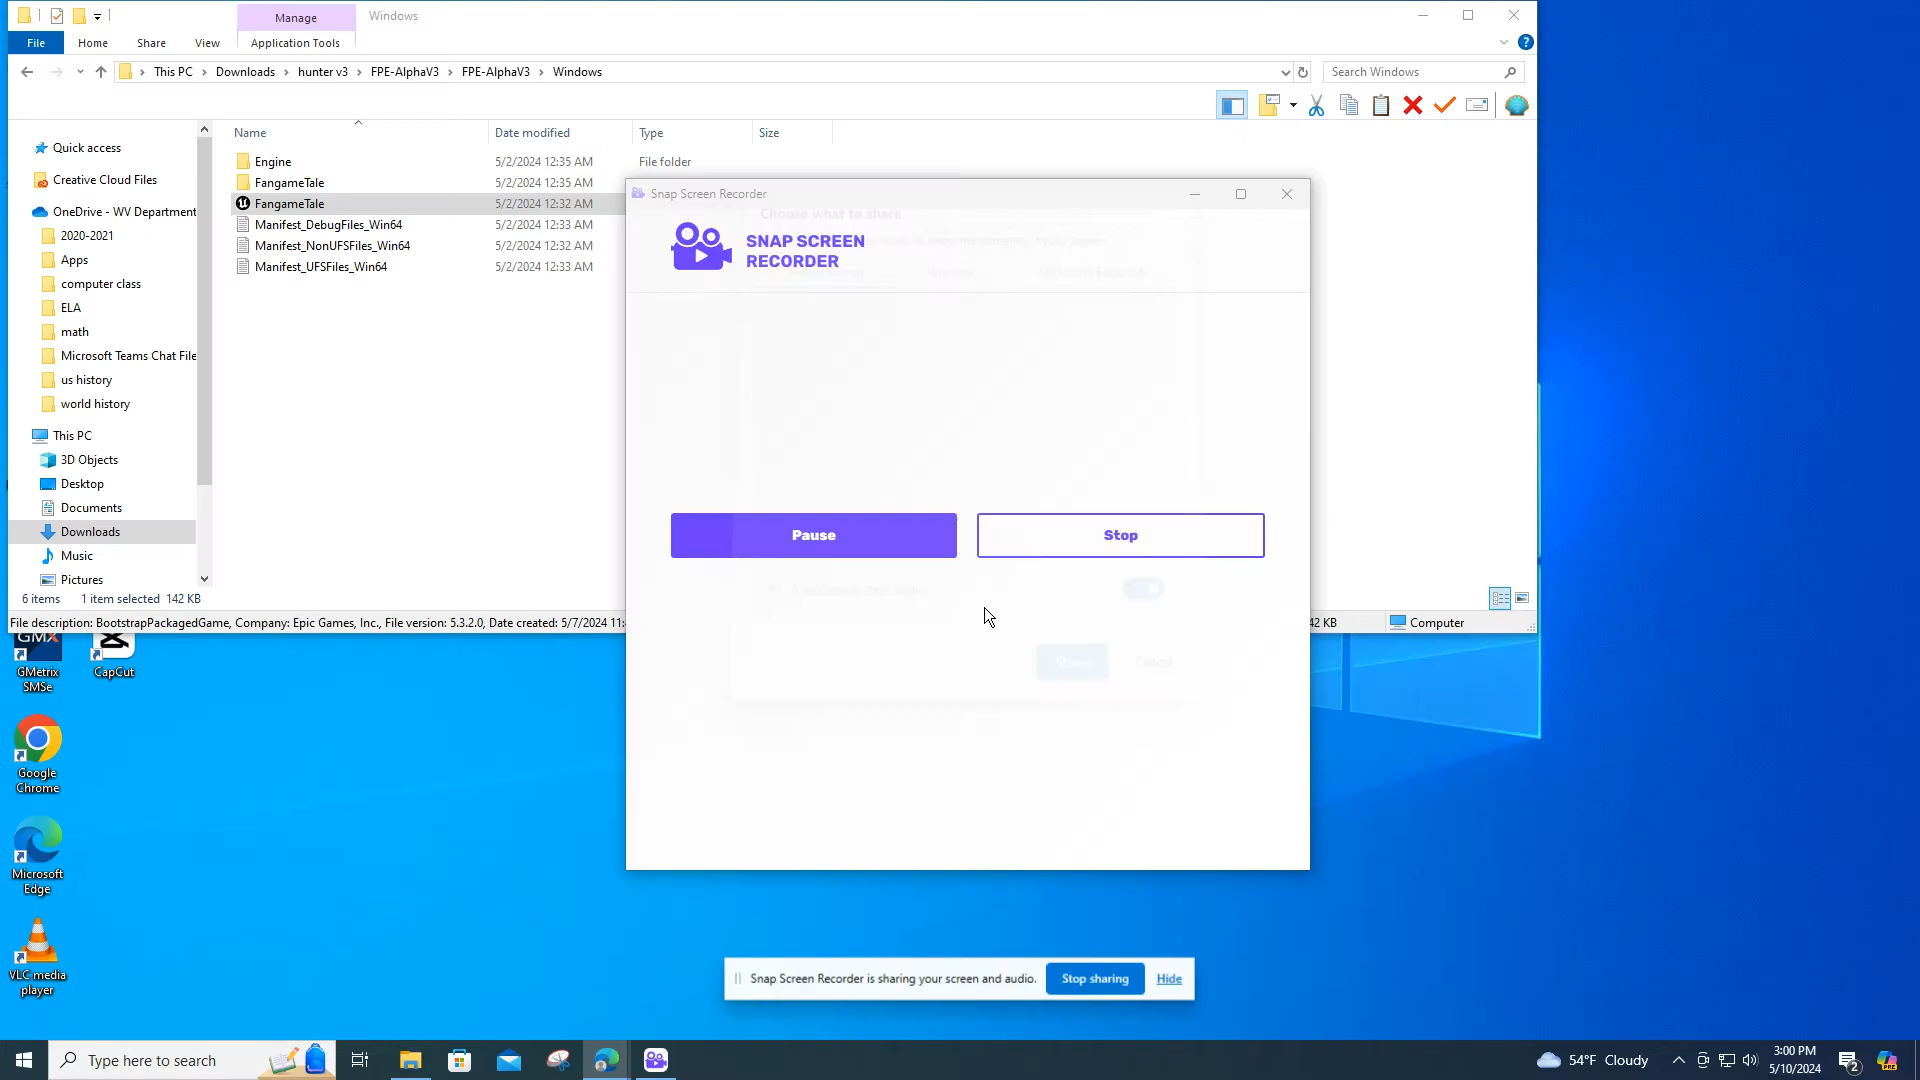 Manage
Windows
File
Home
Share
View
Application Tools
This PC
Downloads
hunter v3
FPE-AlphaV3
FPE-AlphaV3
Windows
Search Windows
Name
Date modified
Type
Size
Quick access
Creative Cloud Files
OneDrive - WV Department
2020-2021
Apps
computer class
ELA
math
Microsoft Teams Chat File
us history
world history
This PC
3D Objects
Desktop
Documents
Downloads
Music
Pictures
Engine 5/2/2024 12:35 AM File folder
FangameTale 5/2/2024 12:35 AM
FangameTale 5/2/2024 12:32 AM
Manifest_DebugFiles_Win64 5/2/2024 12:33 AM
Manifest_NonUFSFiles_Win64 5/2/2024 12:32 AM
Manifest_UFSFiles_Win64 5/2/2024 12:33 AM
6 items 1 item selected 142 KB
File description: BootstrapPackagedGame, Company: Epic Games, Inc., File version: 5.3.2.0, Date created: 5/7/2024 11:
42 KB
Computer
Snap Screen Recorder
SNAP SCREEN
RECORDER
Choose what to share
Pause
Stop
Cancel
GMetrix
SMSe
CapCut
Google
Chrome
Microsoft
Edge
VLC media
player
Snap Screen Recorder is sharing your screen and audio.
Stop sharing
Hide
Type here to search
54°F Cloudy
3:00 PM
5/10/2024
2